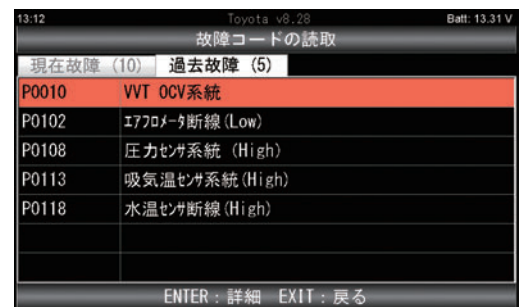 13:12 Toyota v8.28 Batt: 13.31 V
故障コードの読取
現在故障 (10) 過去故障 (5)
P0010 VVT OCV系統
P0102 ｴｱﾌﾛﾒｰﾀ断線(Low)
P0108 圧力ｾﾝｻ系統 (High)
P0113 吸気温ｾﾝｻ系統(High)
P0118 水温ｾﾝｻ断線(High)
ENTER : 詳細 EXIT : 戻る